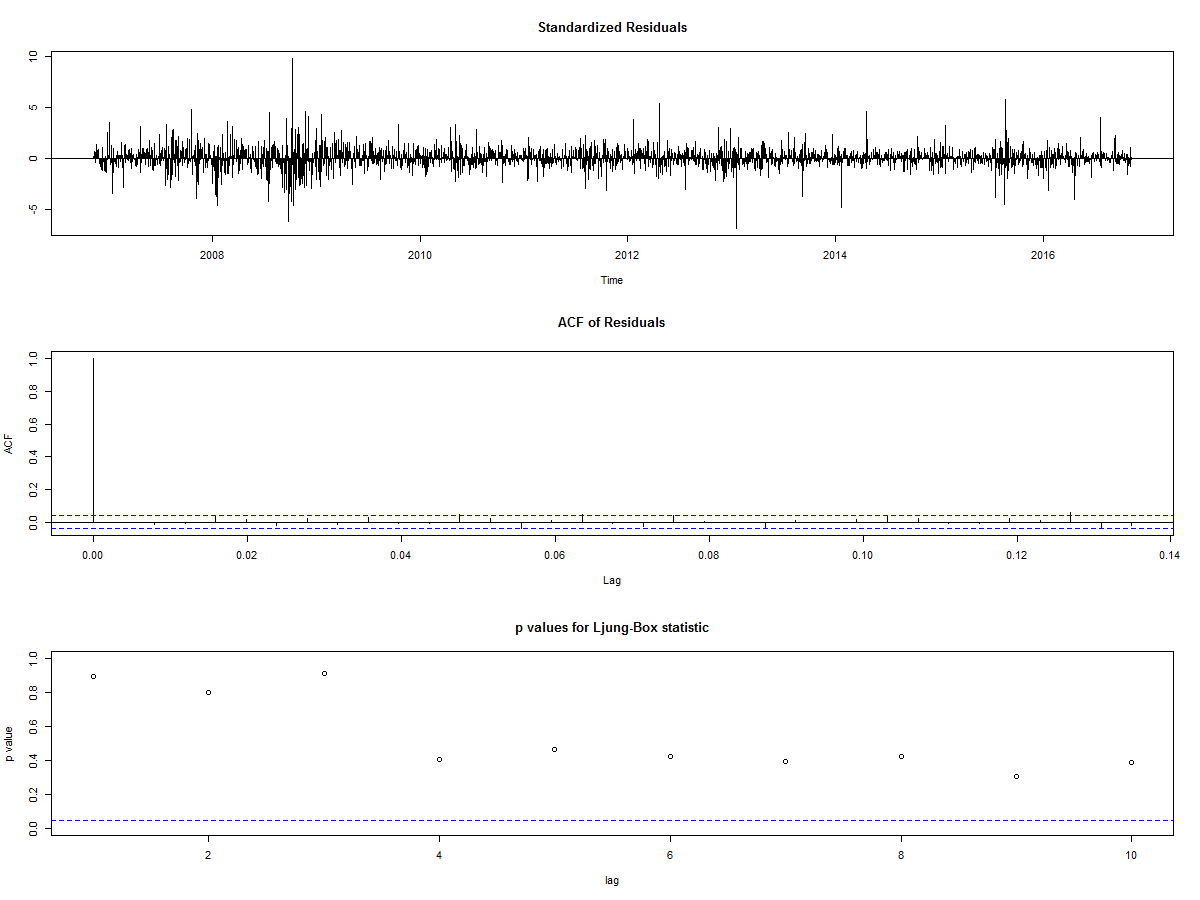 Standardized Residuals
10
5
0
-5
2008 2010 2012 2014 2016
Time
ACF of Residuals
ACF
1.0
0.8
0.6
0.4
0.2
0.0
0.00 0.02 0.04 0.06 0.08 0.10 0.12 0.14
Lag
p values for Ljung-Box statistic
p value
1.0
0.8
0.6
0.4
0.2
0.0
2 4 6 8 10
lag